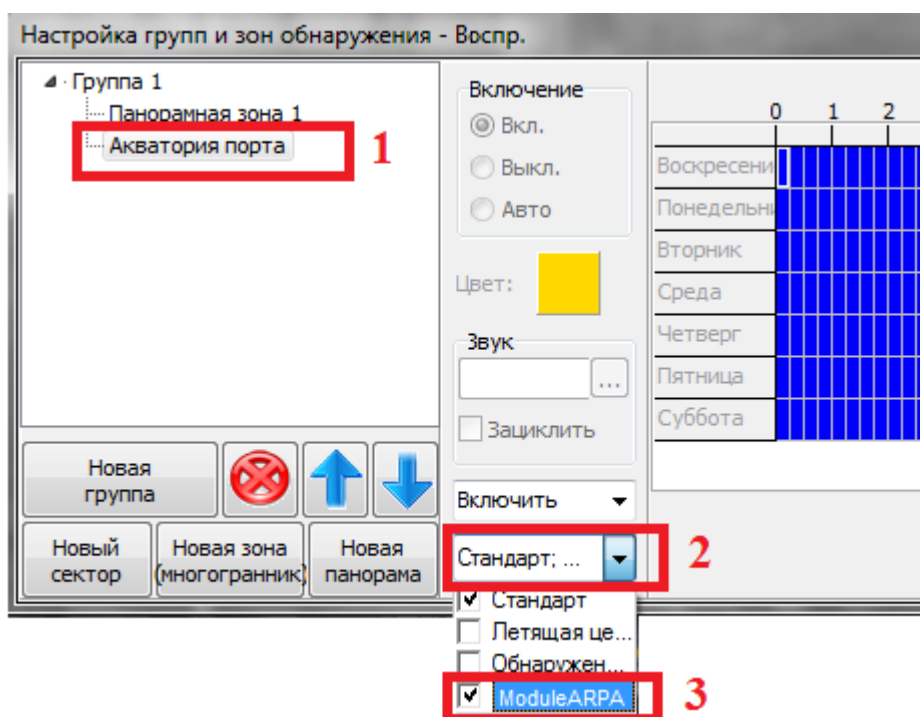 Настройка групп и зон обнаружения - Воспр.
Группа 1
Панорамная зона 1
Акватория порта
1
Новая группа
Новый сектор
Новая зона (многогранник)
Новая панорама
Включение
Вкл.
Выкл.
Авто
Цвет:
Звук
...
Зациклить
Включить
Стандарт; ...
2
Стандарт
Летящая це...
Обнаружен...
ModuleARPA
3
0 1 2
Воскресени
Понедельни
Вторник
Среда
Четверг
Пятница
Суббота